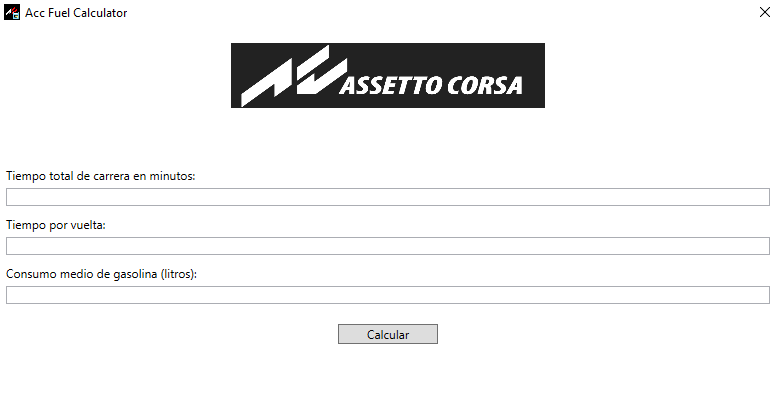 Acc Fuel Calculator
ASSETTO CORSA
Tiempo total de carrera en minutos:
Tiempo por vuelta:
Consumo medio de gasolina (litros):
Calcular